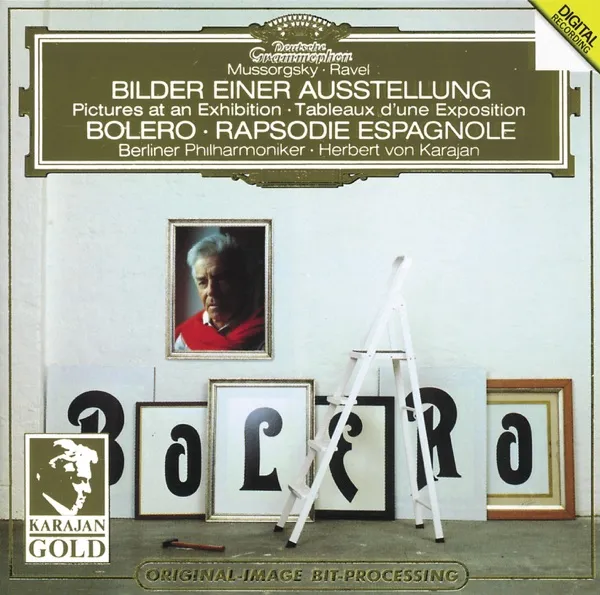 DIGITAL
RECORDING
Deutsche
Grammophon
Mussorgsky · Ravel
BILDER EINER AUSSTELLUNG
Pictures at an Exhibition · Tableaux d'une Exposition
BOLERO · RAPSODIE ESPAGNOLE
Berliner Philharmoniker · Herbert von Karajan
BOLERO
KARAJAN
GOLD
ORIGINAL-IMAGE BIT-PROCESSING